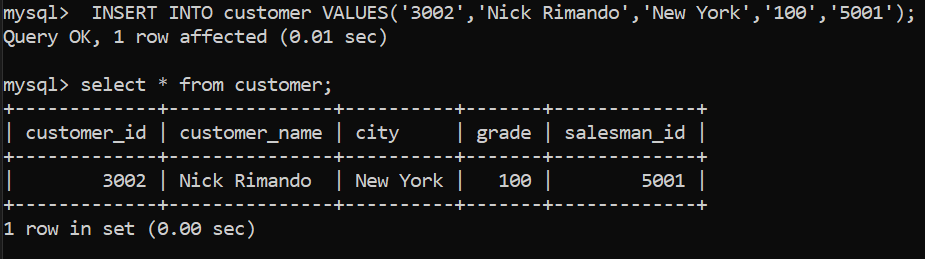 mysql>  INSERT INTO customer VALUES('3002','Nick Rimando','New York','100','5001');
Query OK, 1 row affected (0.01 sec)
mysql> select * from customer;
+-------------+---------------+----------+-------+-------------+
| customer_id | customer_name | city     | grade | salesman_id |
+-------------+---------------+----------+-------+-------------+
|        3002 | Nick Rimando  | New York |   100 |        5001 |
+-------------+---------------+----------+-------+-------------+
1 row in set (0.00 sec)